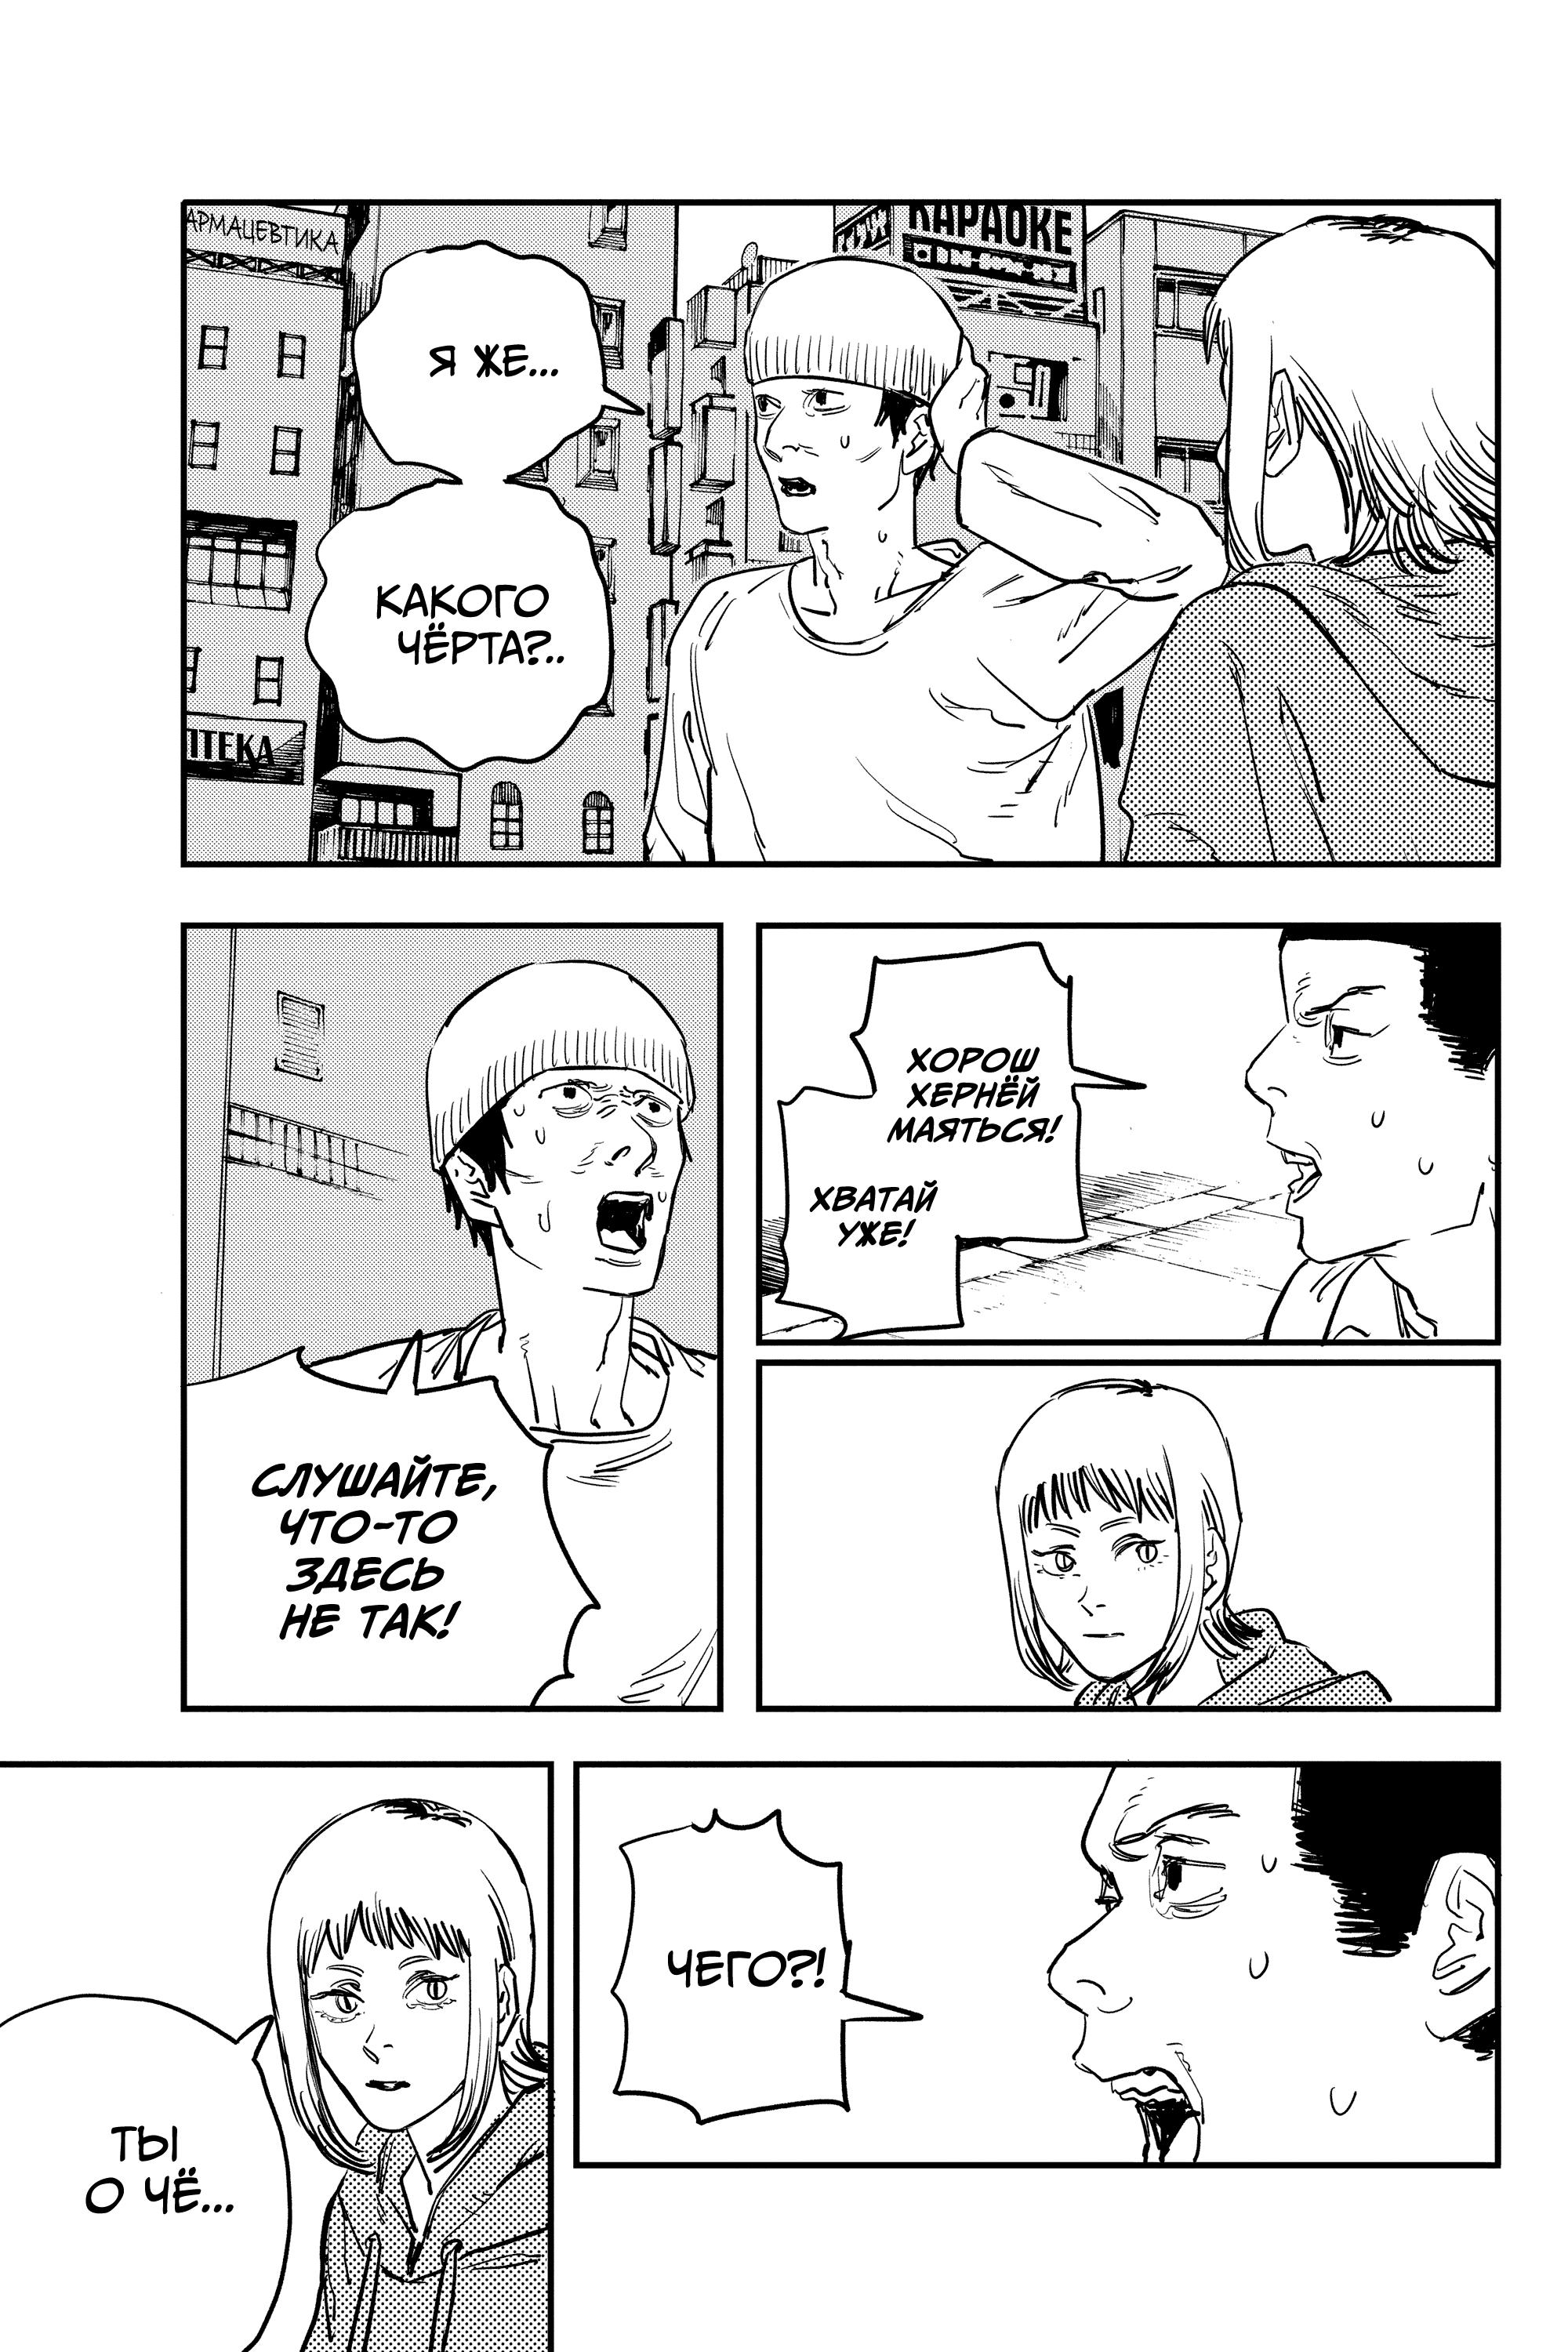 АРМАЦЕВТИКА
КАРАОКЕ
Я ЖЕ...
КАКОГО
ЧЁРТА?..
ПТЕКА
ХОРОШ
ХЕРНЁЙ
МАЯТЬСЯ!
ХВАТАЙ
УЖЕ!
СЛУШАЙТЕ,
ЧТО-ТО
ЗДЕСЬ
НЕ ТАК!
ЧЕГО?!
ТЫ
О ЧЁ...